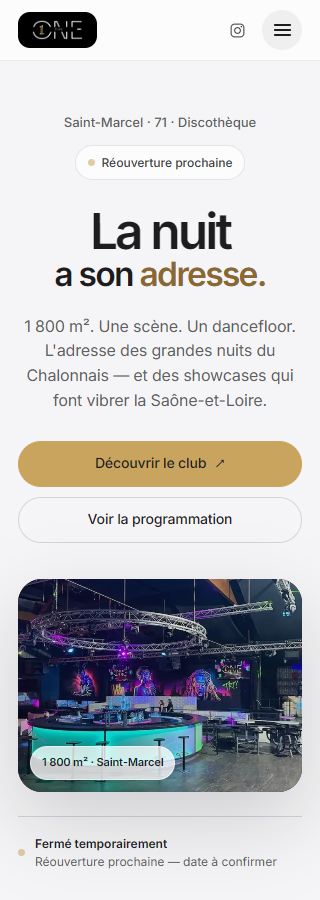 ONE
Saint-Marcel · 71 · Discothèque
Réouverture prochaine
La nuit
a son adresse.
1 800 m². Une scène. Un dancefloor.
L'adresse des grandes nuits du
Chalonnais — et des showcases qui
font vibrer la Saône-et-Loire.
Découvrir le club ↗
Voir la programmation
1 800 m² · Saint-Marcel
Fermé temporairement
Réouverture prochaine — date à confirmer